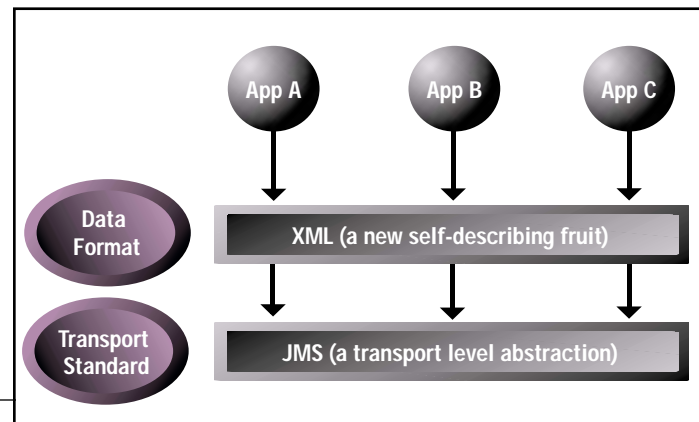 App A
App B
App C
Data
Format
XML (a new self-describing fruit)
Transport
Standard
JMS (a transport level abstraction)